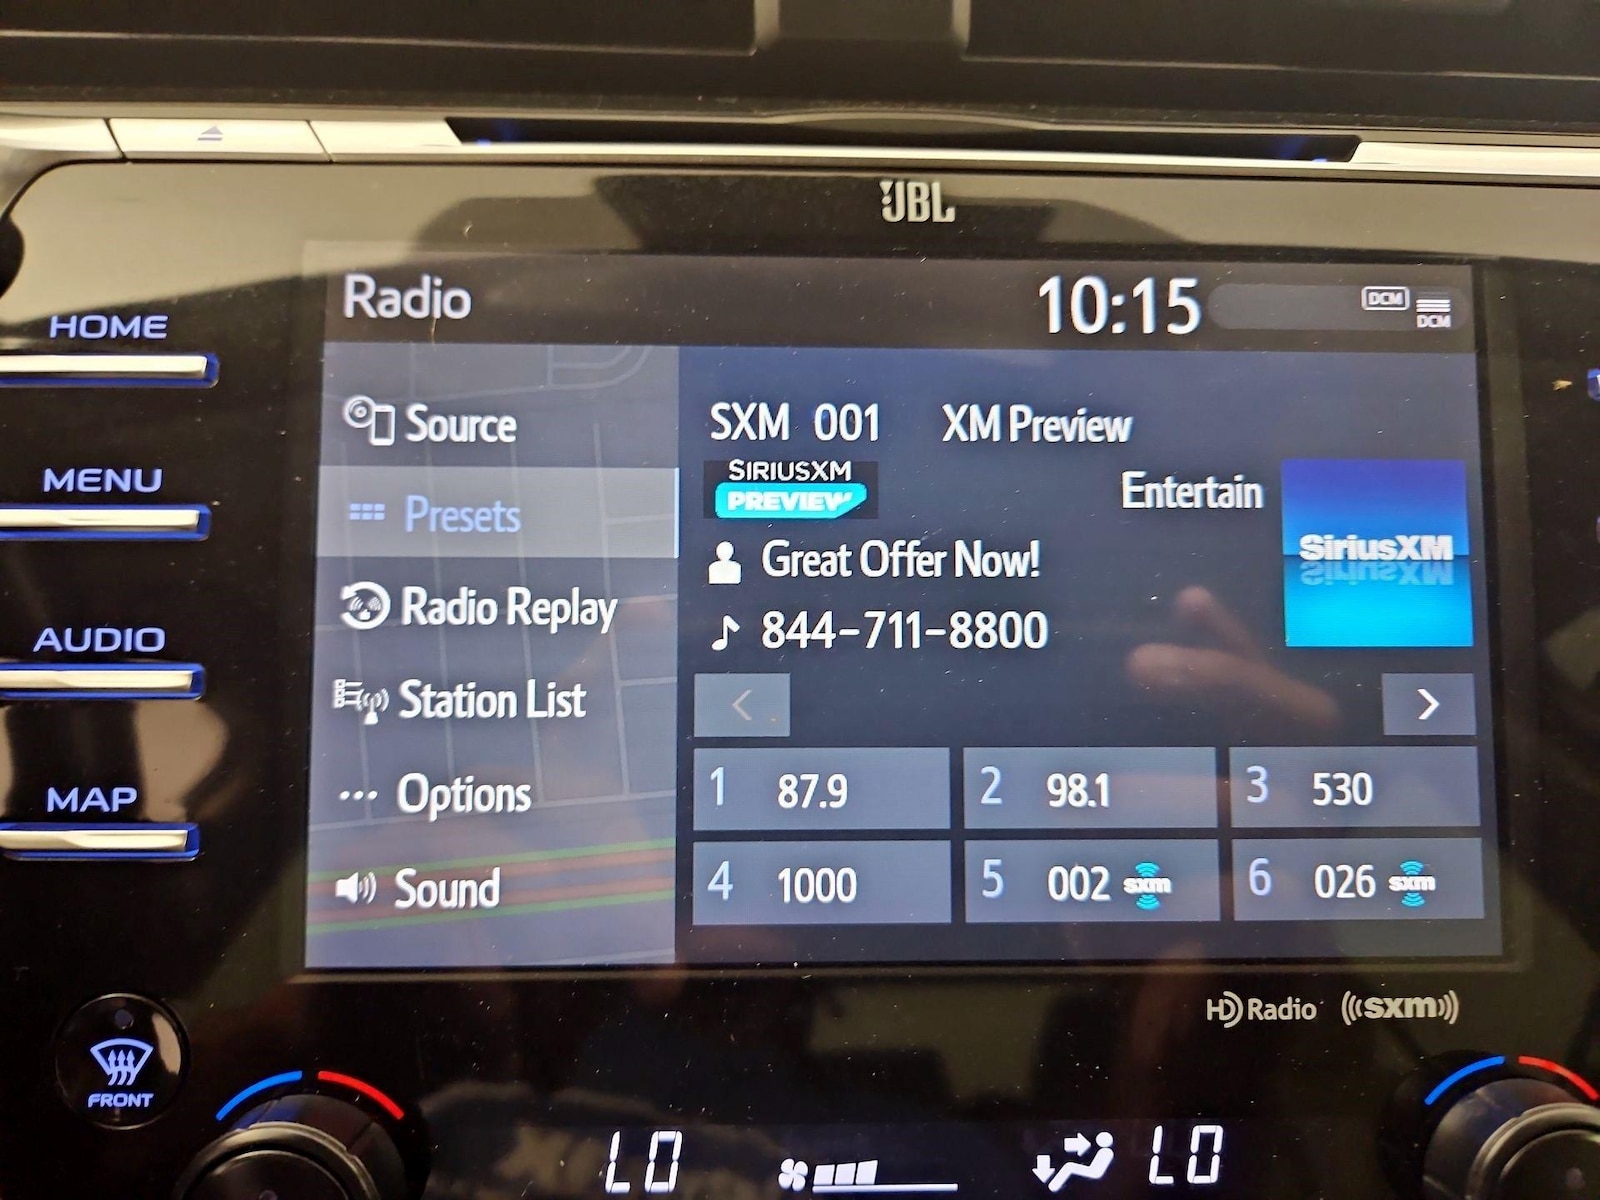 JBL
Radio
10:15
DCM
DCM
HOME
MENU
AUDIO
MAP
Source
Presets
Radio Replay
Station List
Options
Sound
SXM 001 XM Preview
SIRIUSXM
PREVIEW
Entertain
SiriusXM
Great Offer Now!
844-711-8800
< >
1 87.9
2 98.1
3 530
4 1000
5 002 sxm
6 026 sxm
HD Radio ((sxm))
FRONT
LO
LO